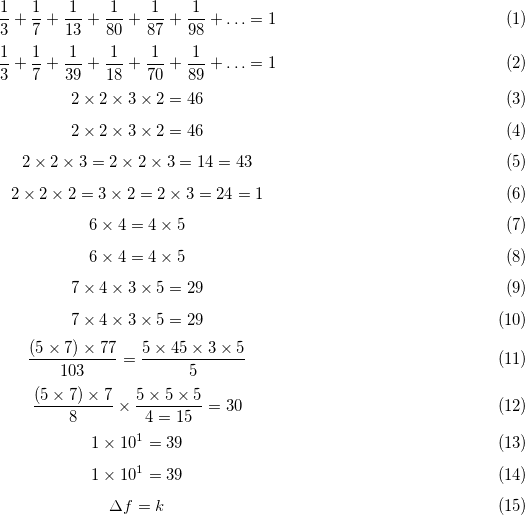 1/3 + 1/7 + 1/13 + 1/80 + 1/87 + 1/98 + ... = 1 (1)
1/3 + 1/7 + 1/39 + 1/18 + 1/70 + 1/89 + ... = 1 (2)
2 × 2 × 3 × 2 = 46 (3)
2 × 2 × 3 × 2 = 46 (4)
2 × 2 × 3 = 2 × 2 × 3 = 14 = 43 (5)
2 × 2 × 2 = 3 × 2 = 2 × 3 = 24 = 1 (6)
6 × 4 = 4 × 5 (7)
6 × 4 = 4 × 5 (8)
7 × 4 × 3 × 5 = 29 (9)
7 × 4 × 3 × 5 = 29 (10)
(5 × 7) × 77 / 103 = 5 × 45 × 3 × 5 / 5 (11)
(5 × 7) × 7 / 8 × 5 × 5 × 5 / 4 = 15 = 30 (12)
1 × 10¹ = 39 (13)
1 × 10¹ = 39 (14)
Δf = k (15)